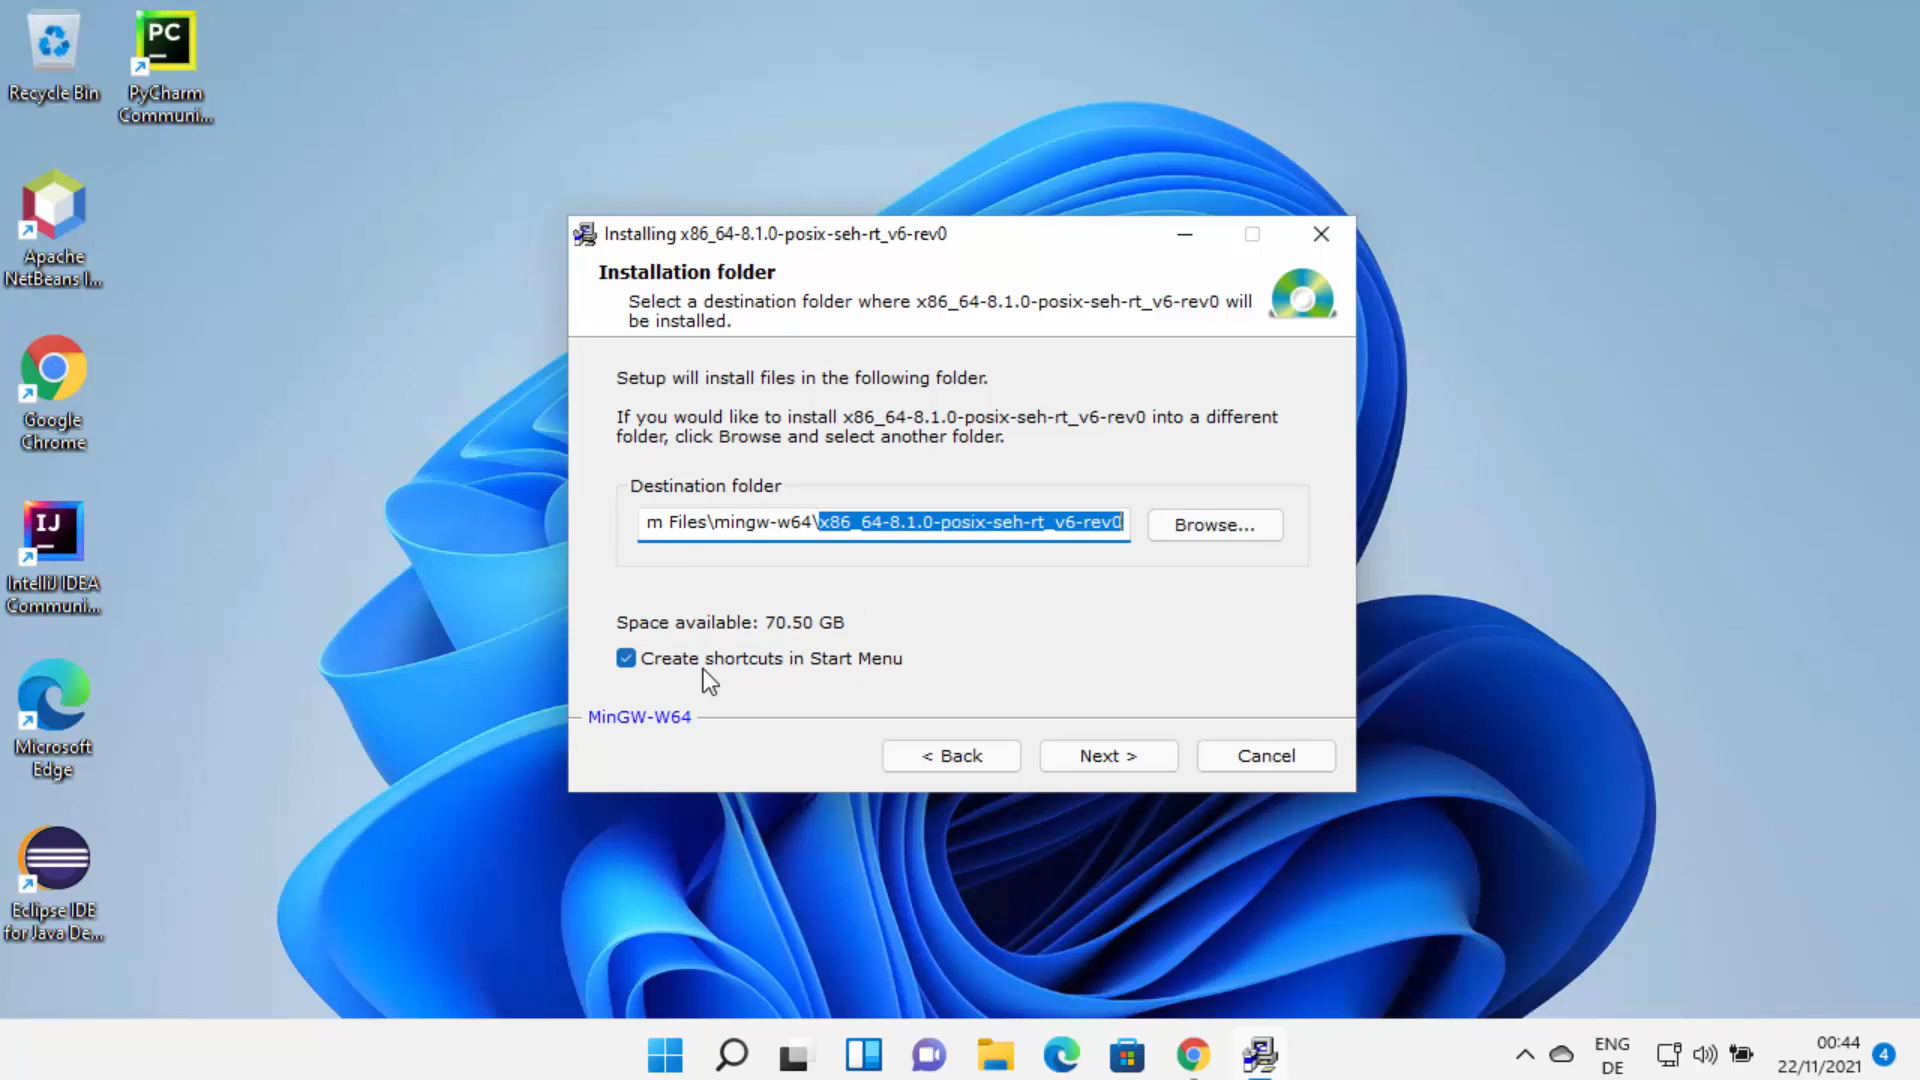 Recycle Bin
PC
PyCharm
Communi...
Apache
NetBeans I...
Google
Chrome
IJ
IntelliJ IDEA
Communi...
Microsoft
Edge
Eclipse IDE
for Java De...
Installing x86_64-8.1.0-posix-seh-rt_v6-rev0
Installation folder
Select a destination folder where x86_64-8.1.0-posix-seh-rt_v6-rev0 will
be installed.
Setup will install files in the following folder.
If you would like to install x86_64-8.1.0-posix-seh-rt_v6-rev0 into a different
folder, click Browse and select another folder.
Destination folder
m Files\mingw-w64\x86_64-8.1.0-posix-seh-rt_v6-rev0
Browse...
Space available: 70.50 GB
Create shortcuts in Start Menu
MinGW-W64
< Back
Next >
Cancel
ENG
DE
00:44
22/11/2021
4